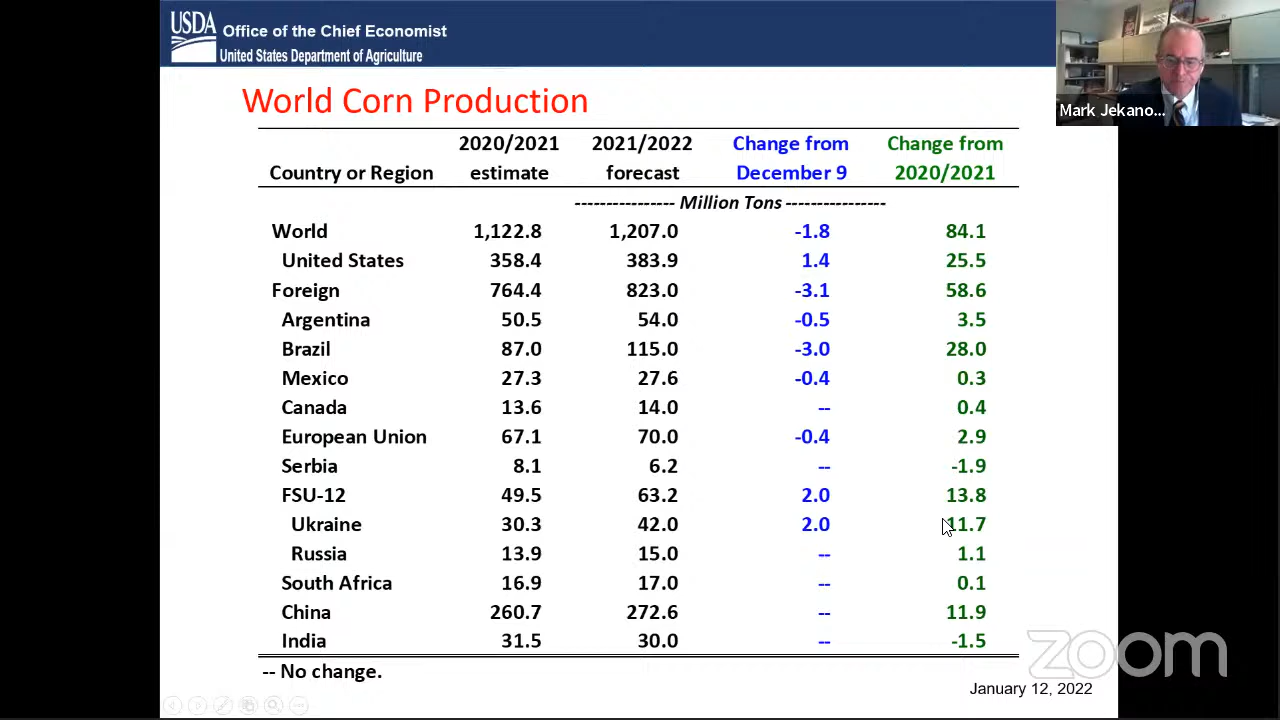 USDA Office of the Chief Economist
United States Department of Agriculture
Mark Jekano...
World Corn Production
2020/2021 2021/2022 Change from Change from
Country or Region estimate forecast December 9 2020/2021
---------------- Million Tons ----------------
World 1,122.8 1,207.0 -1.8 84.1
United States 358.4 383.9 1.4 25.5
Foreign 764.4 823.0 -3.1 58.6
Argentina 50.5 54.0 -0.5 3.5
Brazil 87.0 115.0 -3.0 28.0
Mexico 27.3 27.6 -0.4 0.3
Canada 13.6 14.0 -- 0.4
European Union 67.1 70.0 -0.4 2.9
Serbia 8.1 6.2 -- -1.9
FSU-12 49.5 63.2 2.0 13.8
Ukraine 30.3 42.0 2.0 11.7
Russia 13.9 15.0 -- 1.1
South Africa 16.9 17.0 -- 0.1
China 260.7 272.6 -- 11.9
India 31.5 30.0 -- -1.5
-- No change.
January 12, 2022
zoom